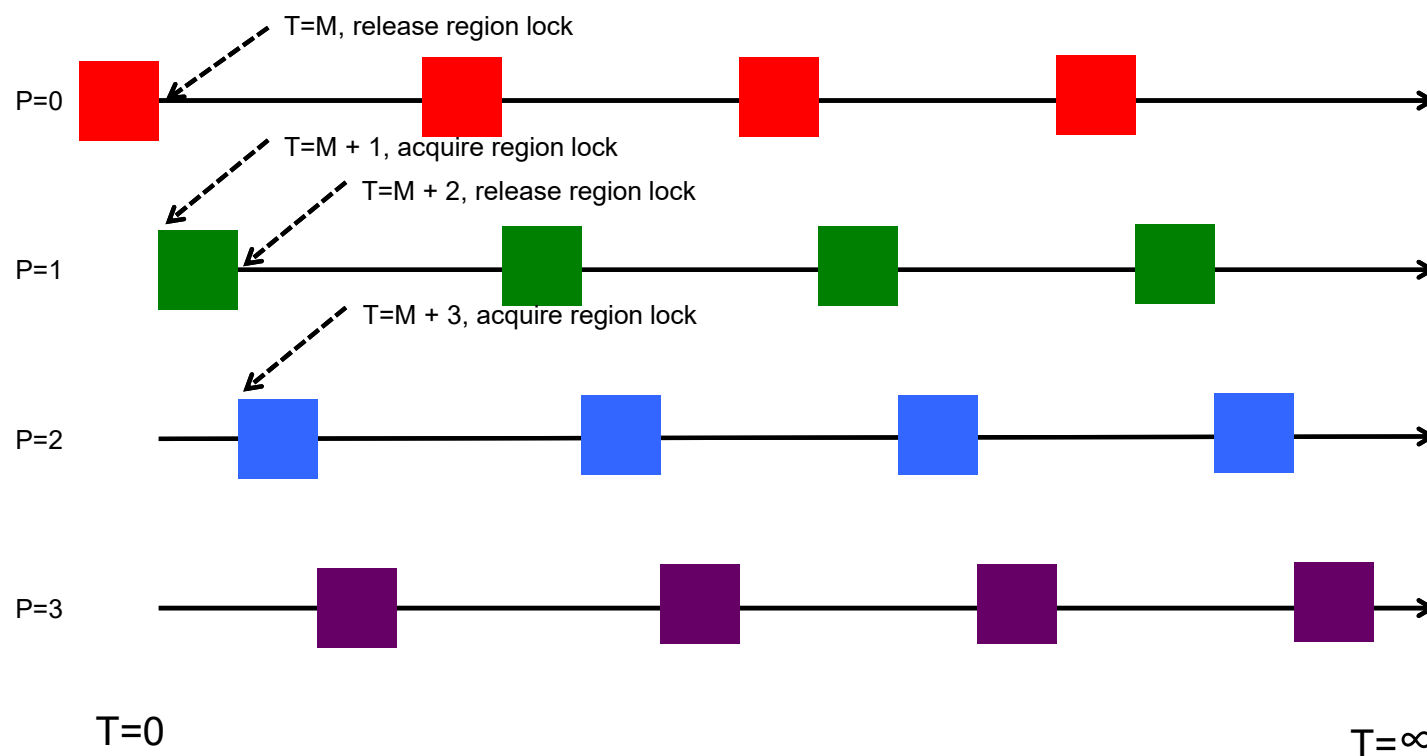 T=M, release region lock
P=0
T=M + 1, acquire region lock
T=M + 2, release region lock
P=1
T=M + 3, acquire region lock
P=2
P=3
T=0
T=∞